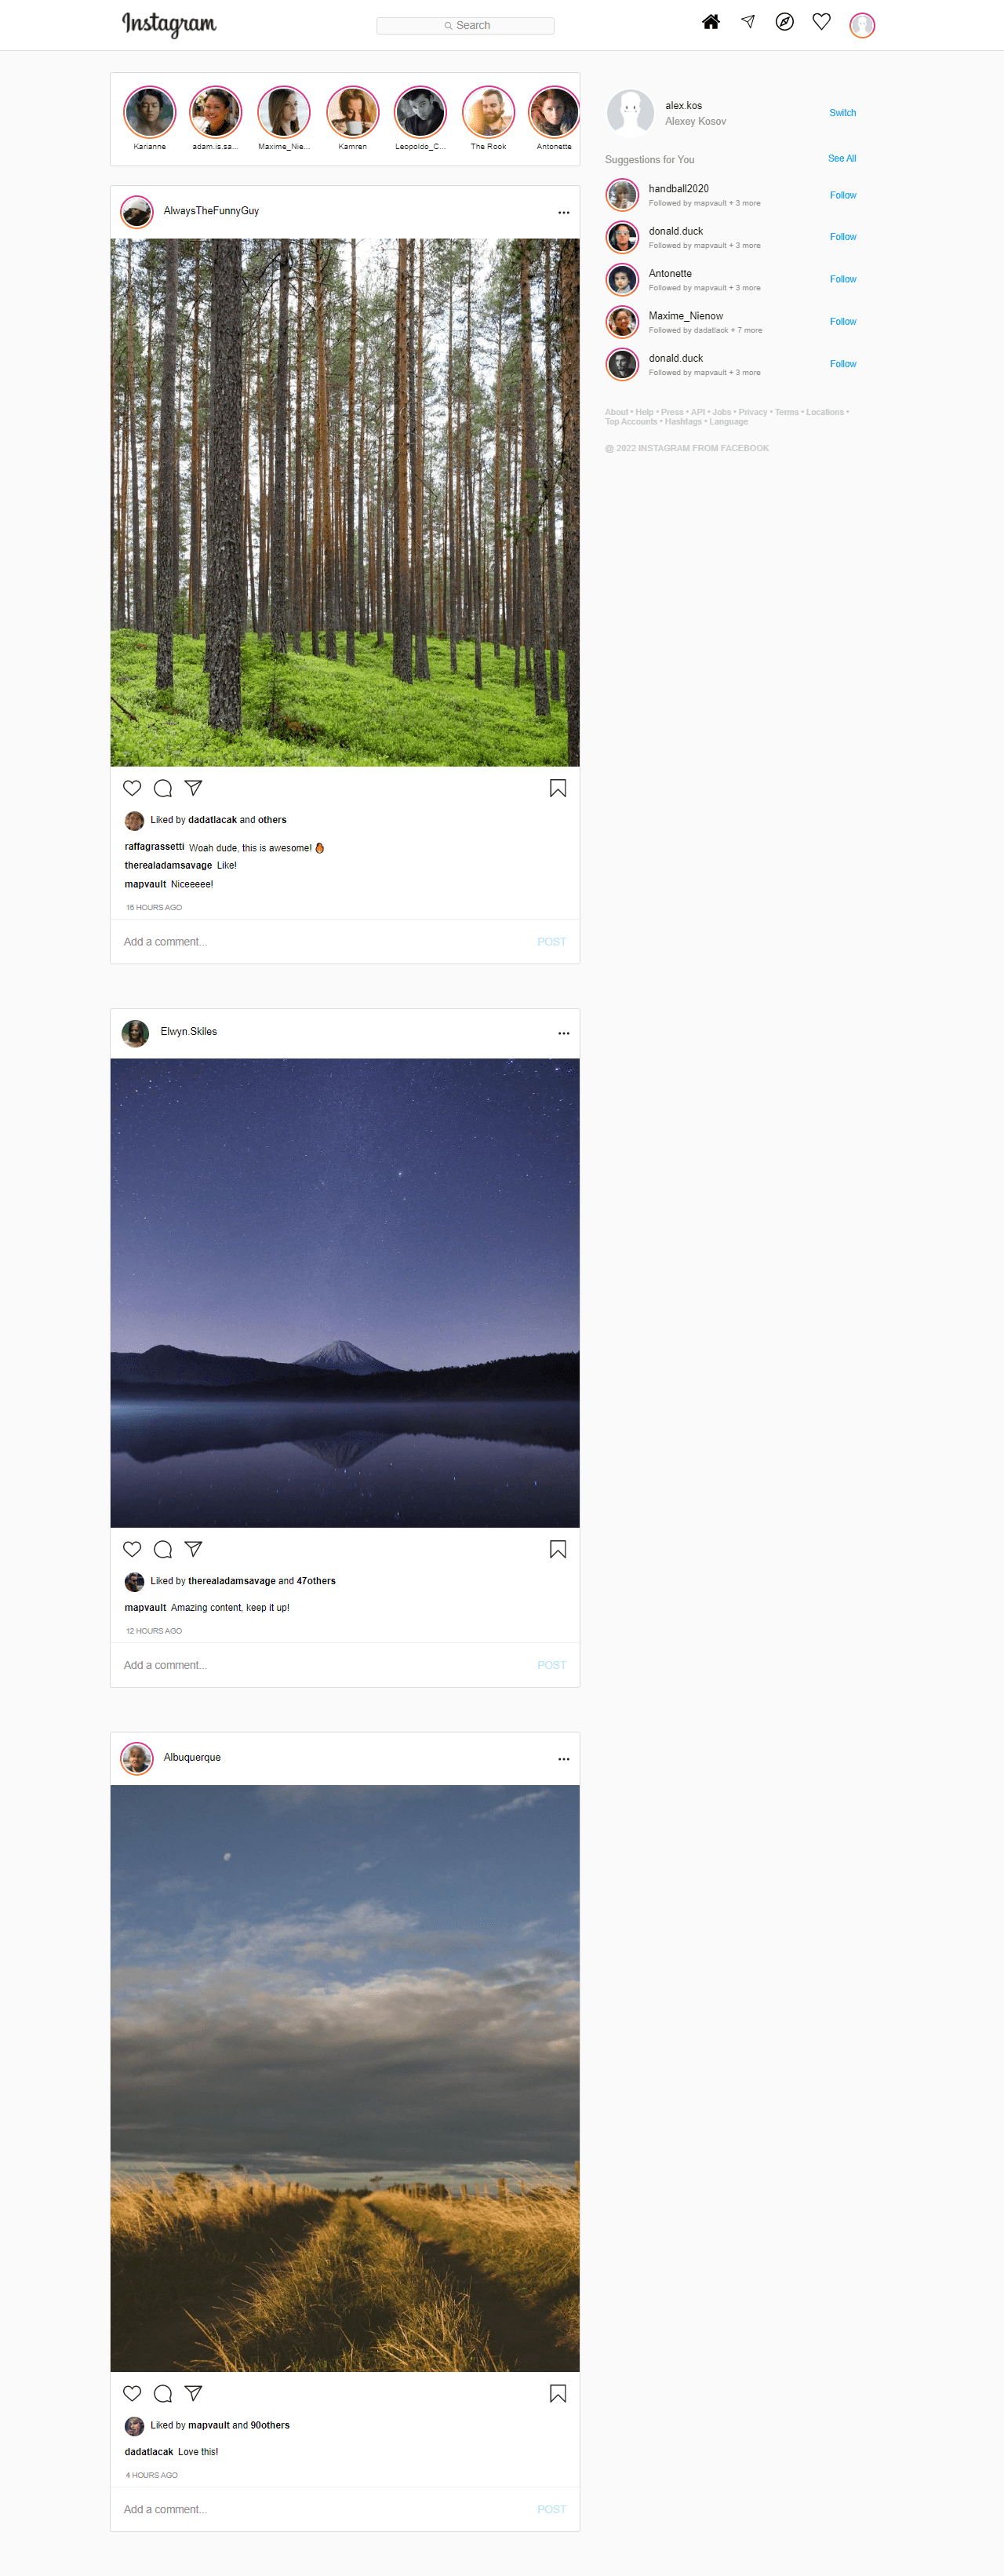 Instagram
Search
Karianne
adam.is.sa...
Maxime_Nie...
Kamren
Leopoldo_C...
The Rook
Antonette
alex.kos
Alexey Kosov
Switch
Suggestions for You
See All
handball2020
Followed by mapvault + 3 more
Follow
donald.duck
Followed by mapvault + 3 more
Follow
Antonette
Followed by mapvault + 3 more
Follow
Maxime_Nienow
Followed by dadatlack + 7 more
Follow
donald.duck
Followed by mapvault + 3 more
Follow
About • Help • Press • API • Jobs • Privacy • Terms • Locations •
Top Accounts • Hashtags • Language
@ 2022 INSTAGRAM FROM FACEBOOK
AlwaysTheFunnyGuy
Liked by dadatlacak and others
raffagrassetti Woah dude, this is awesome! 🔥
therealadamsavage Like!
mapvault Niceeeee!
16 HOURS AGO
Add a comment...
POST
Elwyn.Skiles
Liked by therealadamsavage and 47others
mapvault Amazing content, keep it up!
12 HOURS AGO
Add a comment...
POST
Albuquerque
Liked by mapvault and 90others
dadatlacak Love this!
4 HOURS AGO
Add a comment...
POST